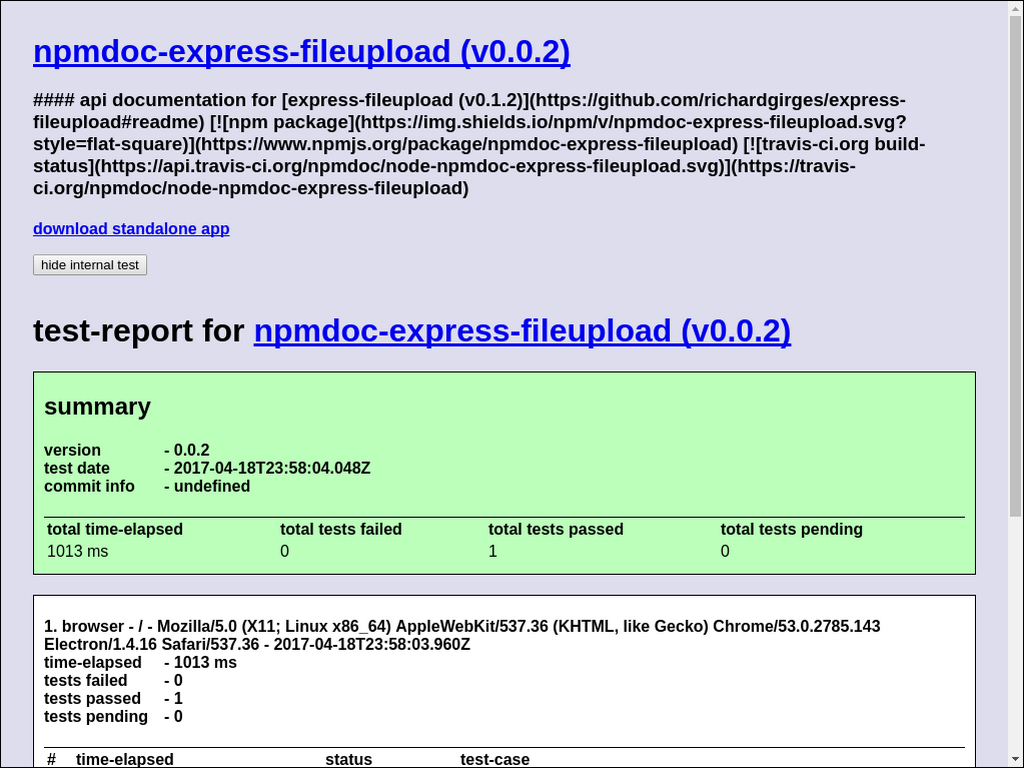 npmdoc-express-fileupload (v0.0.2)
#### api documentation for [express-fileupload (v0.1.2)](https://github.com/richardgirges/express-
fileupload#readme) [![npm package](https://img.shields.io/npm/v/npmdoc-express-fileupload.svg?
style=flat-square)](https://www.npmjs.org/package/npmdoc-express-fileupload) [![travis-ci.org build-
status](https://api.travis-ci.org/npmdoc/node-npmdoc-express-fileupload.svg)](https://travis-
ci.org/npmdoc/node-npmdoc-express-fileupload)
download standalone app
hide internal test
test-report for npmdoc-express-fileupload (v0.0.2)
summary
version - 0.0.2
test date - 2017-04-18T23:58:04.048Z
commit info - undefined
total time-elapsed total tests failed total tests passed total tests pending
1013 ms 0 1 0
1. browser - / - Mozilla/5.0 (X11; Linux x86_64) AppleWebKit/537.36 (KHTML, like Gecko) Chrome/53.0.2785.143
Electron/1.4.16 Safari/537.36 - 2017-04-18T23:58:03.960Z
time-elapsed - 1013 ms
tests failed - 0
tests passed - 1
tests pending - 0
# time-elapsed status test-case